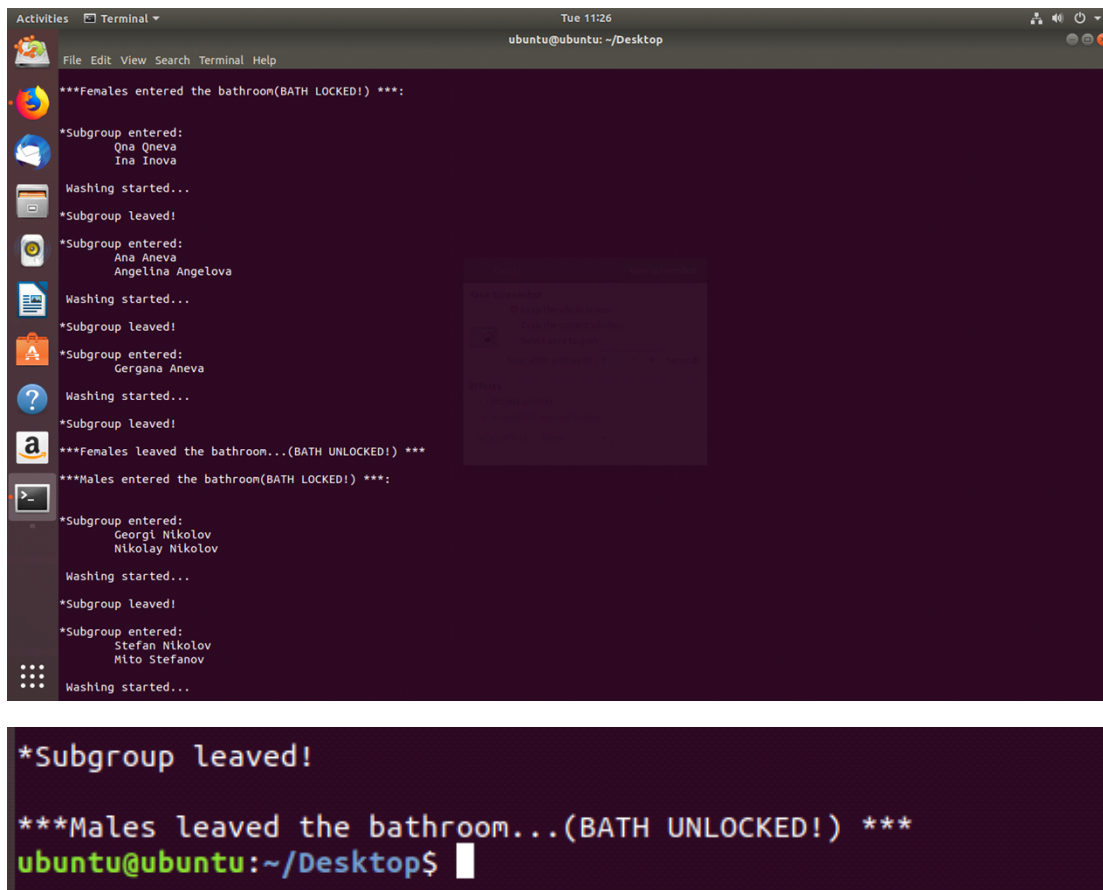 Activities Terminal Tue 11:26
ubuntu@ubuntu: ~/Desktop
File Edit View Search Terminal Help
***Females entered the bathroom(BATH LOCKED!) ***:
*Subgroup entered:
Qna Qneva
Ina Inova
Washing started...
*Subgroup leaved!
*Subgroup entered:
Ana Aneva
Angelina Angelova
Washing started...
*Subgroup leaved!
*Subgroup entered:
Gergana Aneva
Washing started...
*Subgroup leaved!
***Females leaved the bathroom...(BATH UNLOCKED!) ***
***Males entered the bathroom(BATH LOCKED!) ***:
*Subgroup entered:
Georgi Nikolov
Nikolay Nikolov
Washing started...
*Subgroup leaved!
*Subgroup entered:
Stefan Nikolov
Mito Stefanov
Washing started...
*Subgroup leaved!
***Males leaved the bathroom...(BATH UNLOCKED!) ***
ubuntu@ubuntu:~/Desktop$